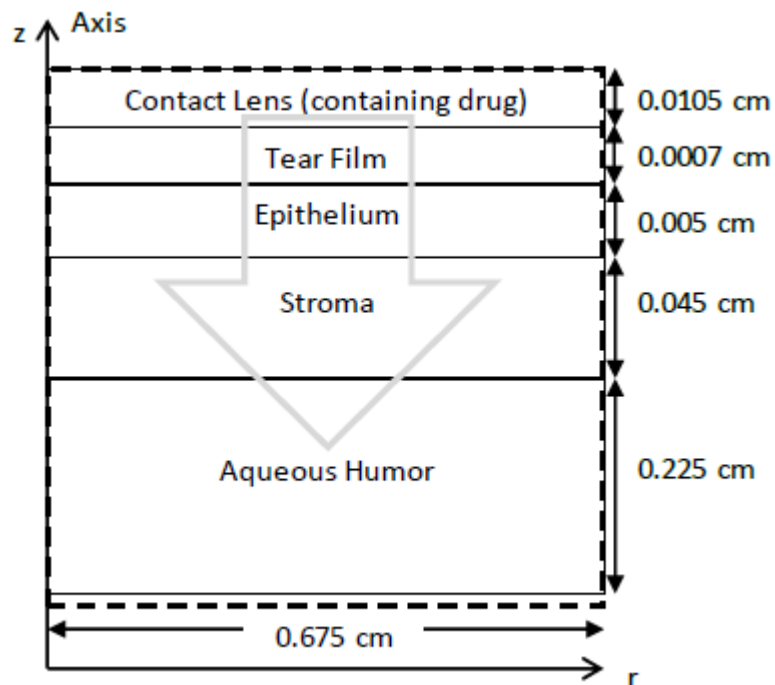 z
Axis
Contact Lens (containing drug)
0.0105 cm
Tear Film
0.0007 cm
Epithelium
0.005 cm
Stroma
0.045 cm
Aqueous Humor
0.225 cm
0.675 cm
r